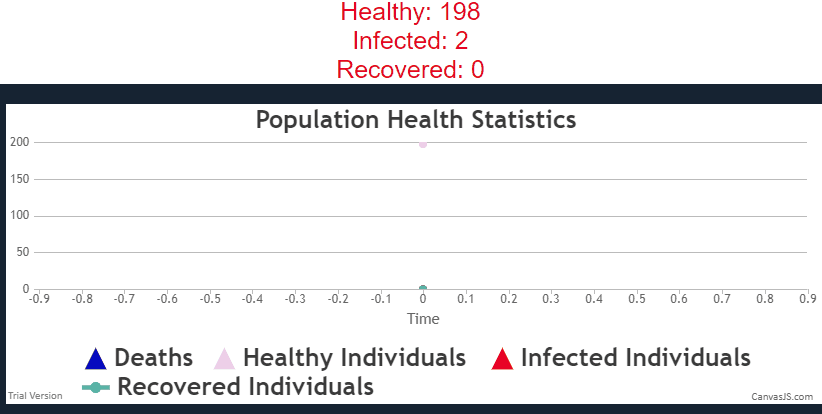 Healthy: 198
Infected: 2
Recovered: 0
Population Health Statistics
200
150
100
50
0
-0.9 -0.8 -0.7 -0.6 -0.5 -0.4 -0.3 -0.2 -0.1 0 0.1 0.2 0.3 0.4 0.5 0.6 0.7 0.8 0.9
Time
Deaths Healthy Individuals Infected Individuals
Recovered Individuals
Trial Version CanvasJS.com